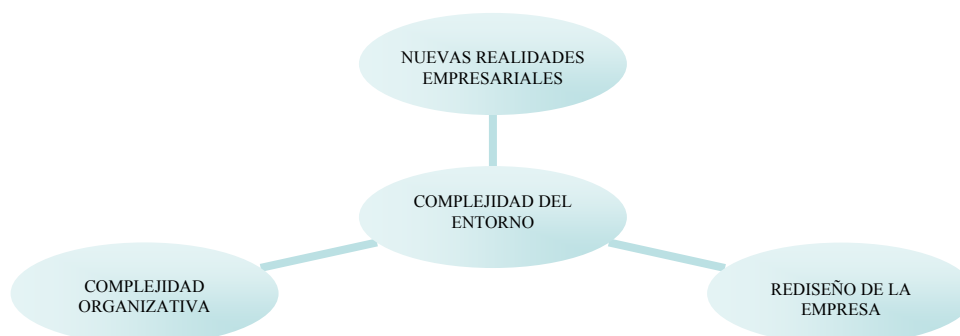 NUEVAS REALIDADES
EMPRESARIALES
COMPLEJIDAD DEL
ENTORNO
COMPLEJIDAD
ORGANIZATIVA
REDISEÑO DE LA
EMPRESA